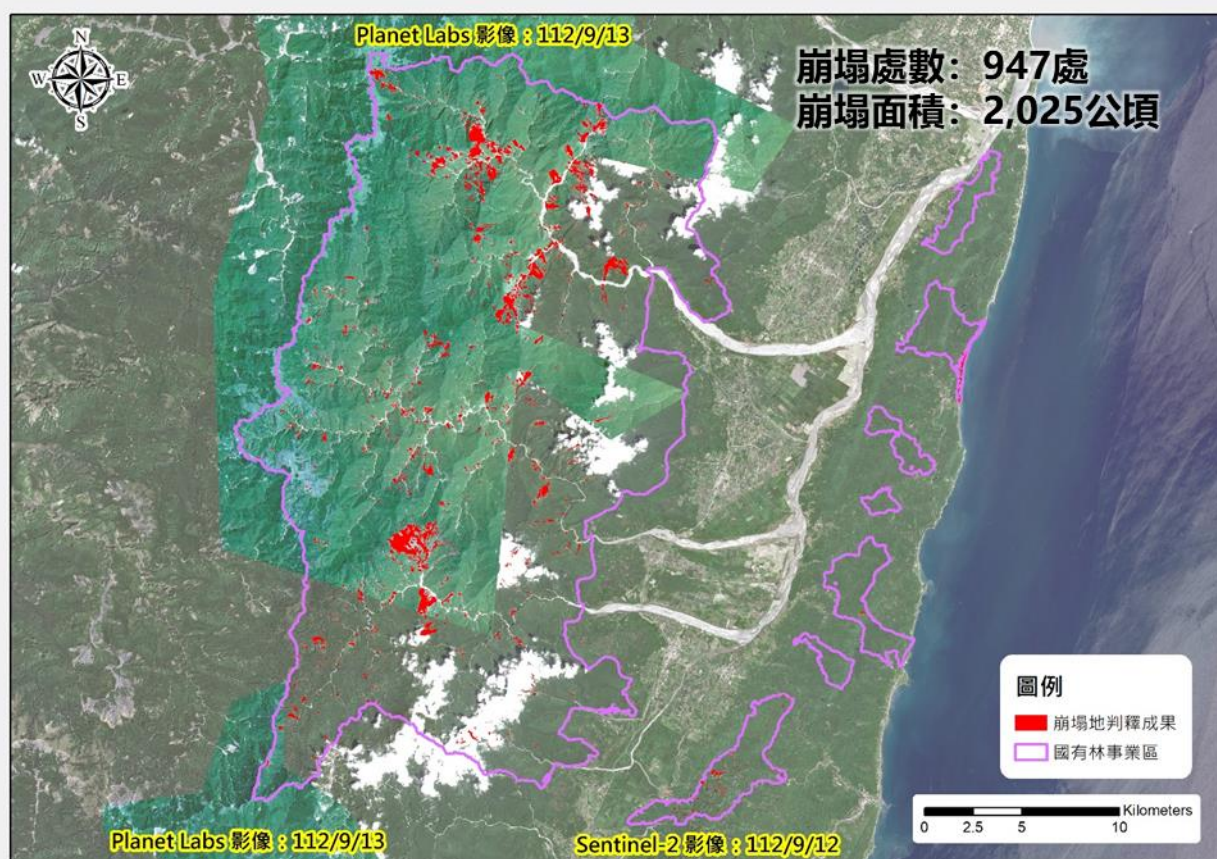 Planet Labs 影像：112/9/13
崩塌處數：947處
崩塌面積：2,025公頃
N
W E
S
圖例
崩塌地判釋成果
國有林事業區
Kilometers
0 2.5 5 10
Planet Labs 影像：112/9/13
Sentinel-2 影像：112/9/12